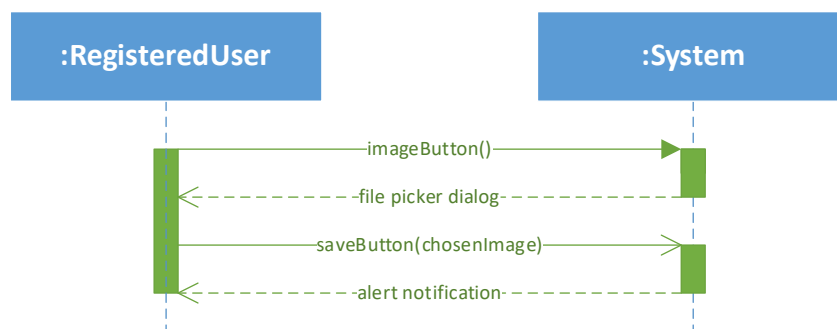 :RegisteredUser
:System
imageButton()
file picker dialog
saveButton(chosenImage)
alert notification